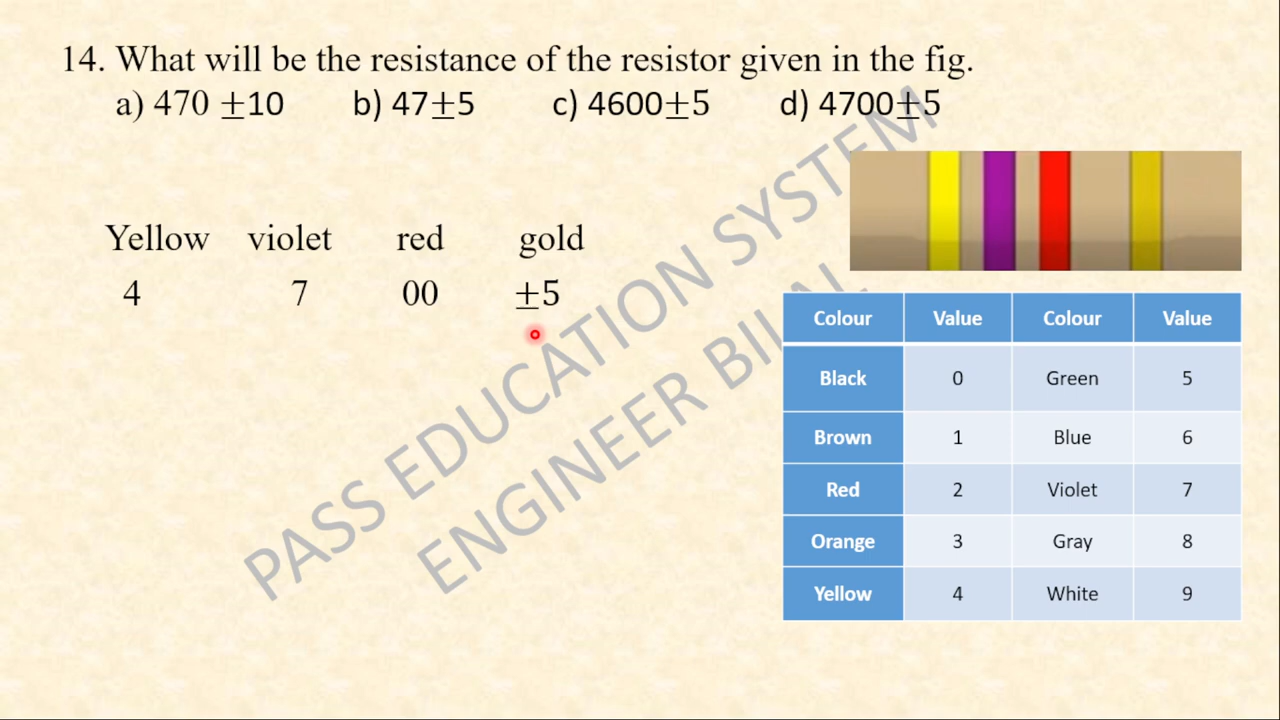 14. What will be the resistance of the resistor given in the fig.
a) 470 ±10 b) 47±5 c) 4600±5 d) 4700±5
Yellow violet red gold
4 7 00 ±5
PASS EDUCATION SYSTEM
Colour Value Colour Value
Black 0 Green 5
Brown 1 Blue 6
Red 2 Violet 7
Orange 3 Gray 8
Yellow 4 White 9
ENGINEER